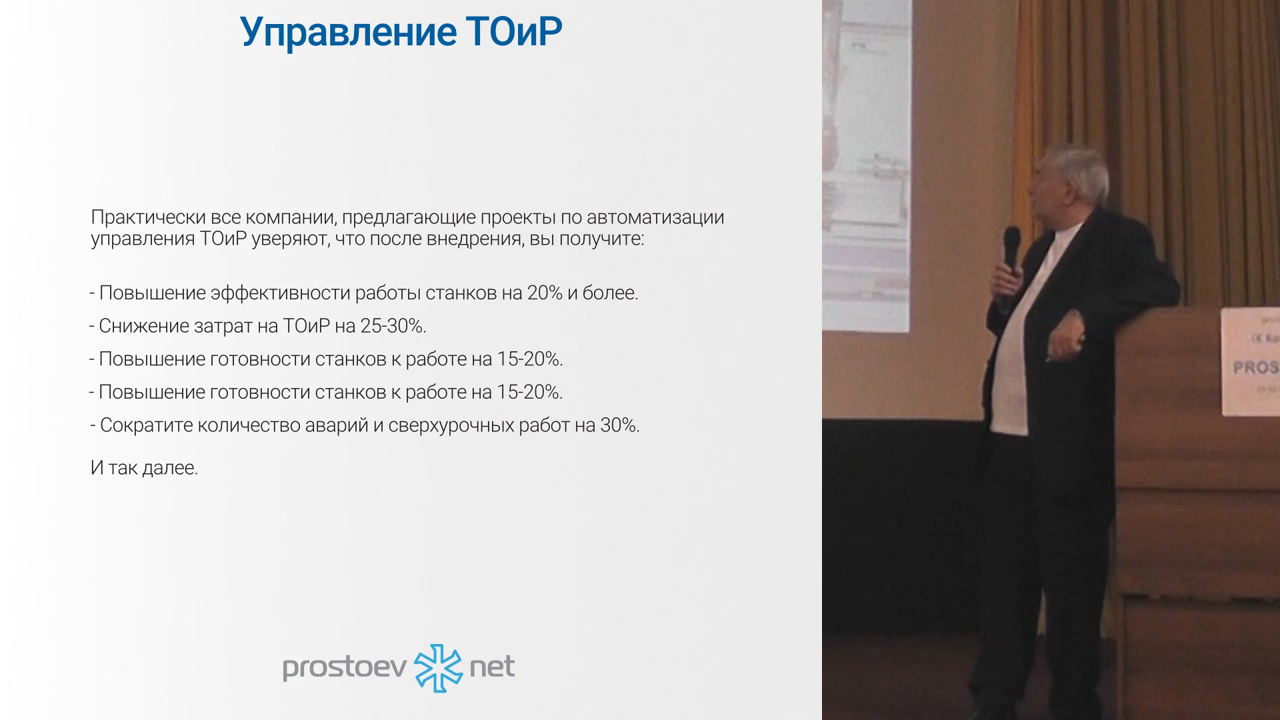 Управление ТОиР
Практически все компании, предлагающие проекты по автоматизации
управления ТОиР уверяют, что после внедрения, вы получите:
- Повышение эффективности работы станков на 20% и более.
- Снижение затрат на ТОиР на 25-30%.
- Повышение готовности станков к работе на 15-20%.
- Повышение готовности станков к работе на 15-20%.
- Сократите количество аварий и сверхурочных работ на 30%.
И так далее.
prostoev net
PROS